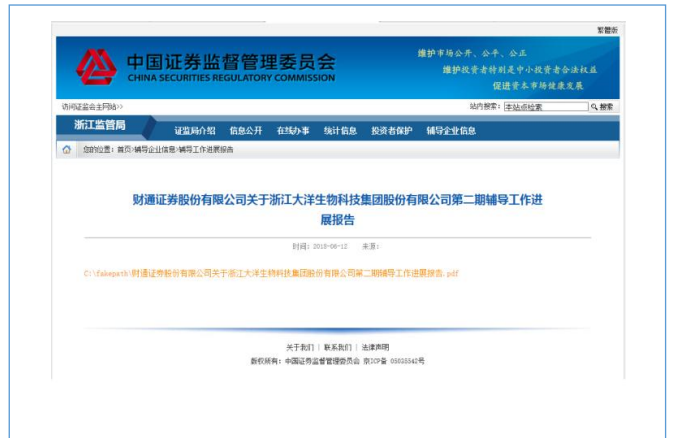 繁體版
中国证券监督管理委员会
CHINA SECURITIES REGULATORY COMMISSION
维护市场公开、公平、公正
维护投资者特别是中小投资者合法权益
促进资本市场健康发展
访问证监会主网站>>
站内搜索: 在站点检索 搜索
浙江监管局 证监局介绍 信息公开 在线办事 统计信息 投资者保护 辅导企业信息
您的位置: 首页>辅导企业信息>辅导工作进展报告
财通证券股份有限公司关于浙江大洋生物科技集团股份有限公司第二期辅导工作进
展报告
时间: 2018-06-12 来源:
C:\fakepath\财通证券股份有限公司关于浙江大洋生物科技集团股份有限公司第二期辅导工作进展报告.pdf
关于我们 | 联系我们 | 法律声明
版权所有: 中国证券监督管理委员会 京ICP备 05035542号